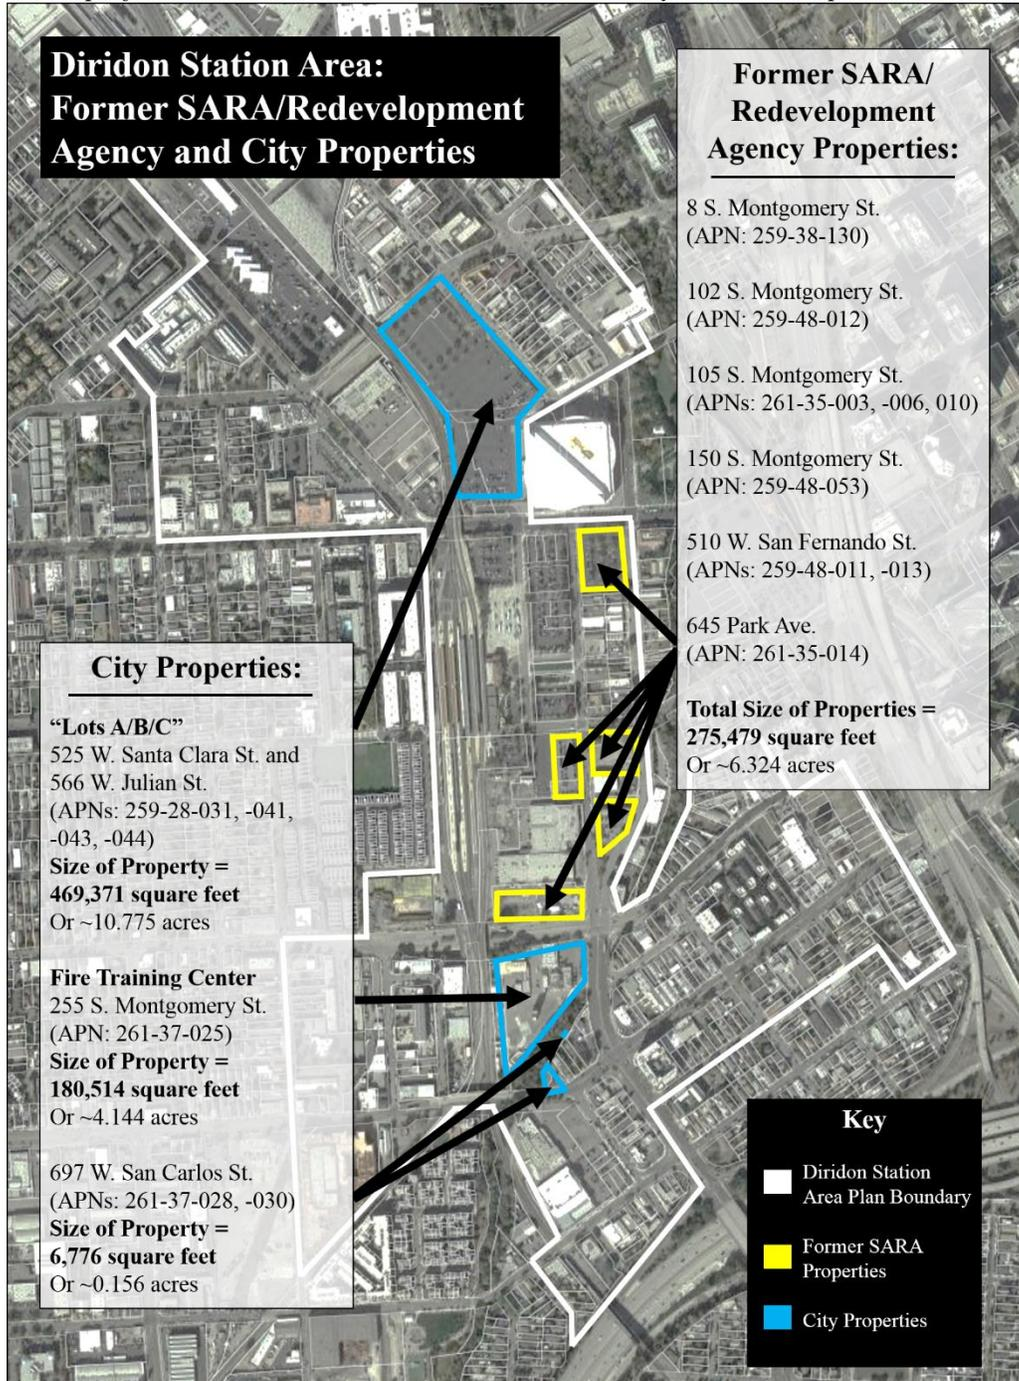 Diridon Station Area:
Former SARA/Redevelopment
Agency and City Properties
Former SARA/
Redevelopment
Agency Properties:
8 S. Montgomery St.
(APN: 259-38-130)
102 S. Montgomery St.
(APN: 259-48-012)
105 S. Montgomery St.
(APNs: 261-35-003, -006, 010)
150 S. Montgomery St.
(APN: 259-48-053)
510 W. San Fernando St.
(APNs: 259-48-011, -013)
645 Park Ave.
(APN: 261-35-014)
Total Size of Properties =
275,479 square feet
Or ~6.324 acres
City Properties:
“Lots A/B/C”
525 W. Santa Clara St. and
566 W. Julian St.
(APNs: 259-28-031, -041,
-043, -044)
Size of Property =
469,371 square feet
Or ~10.775 acres
Fire Training Center
255 S. Montgomery St.
(APN: 261-37-025)
Size of Property =
180,514 square feet
Or ~4.144 acres
697 W. San Carlos St.
(APNs: 261-37-028, -030)
Size of Property =
6,776 square feet
Or ~0.156 acres
Key
Diridon Station
Area Plan Boundary
Former SARA
Properties
City Properties